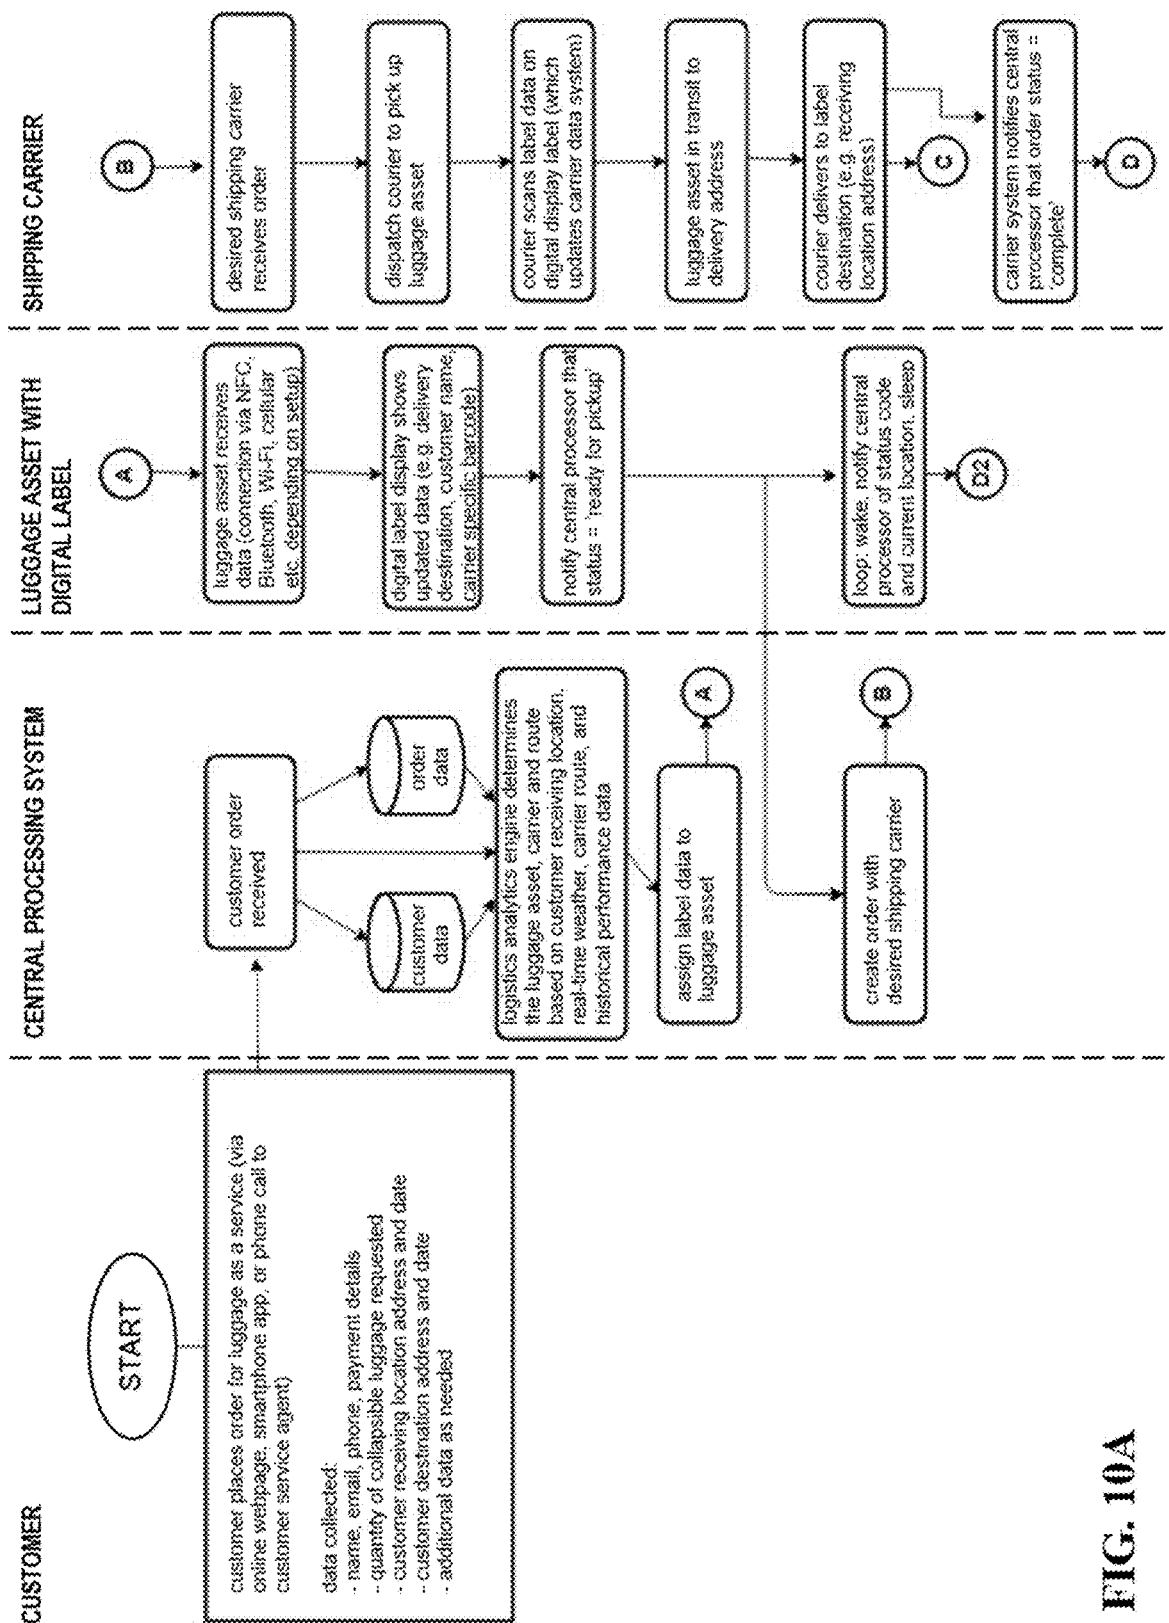 CUSTOMER
START
customer places order for luggage as a service (via
online webpage, smartphone app, or phone call to
customer service agent)
data collected:
- name, email, phone, payment details
- quantity of collapsible luggage requested
- customer receiving location address and date
- customer destination address and date
- additional data as needed
CENTRAL PROCESSING SYSTEM
customer order
received
customer
data
order
data
logistics analytics engine determines
the luggage asset, carrier and route
based on customer receiving location,
real-time weather, carrier route, and
historical performance data
assign label data to
luggage asset
A
create order with
desired shipping carrier
B
LUGGAGE ASSET WITH
DIGITAL LABEL
A
luggage asset receives
data (connection via NFC,
Bluetooth, Wi-Fi, cellular
etc. depending on setup)
digital label display shows
updated data (e.g. delivery
destination, customer name,
carrier specific barcode)
notify central processor that
status = 'ready for pickup'
loop: wake, notify central
processor of status code
and current location, sleep
D2
SHIPPING CARRIER
B
desired shipping carrier
receives order
dispatch courier to pick up
luggage asset
courier scans label data on
digital display label (which
updates carrier data system)
luggage asset in transit to
delivery address
courier delivers to label
destination (e.g. receiving
location address)
C
carrier system notifies central
processor that order status =
'complete'
D
FIG. 10A